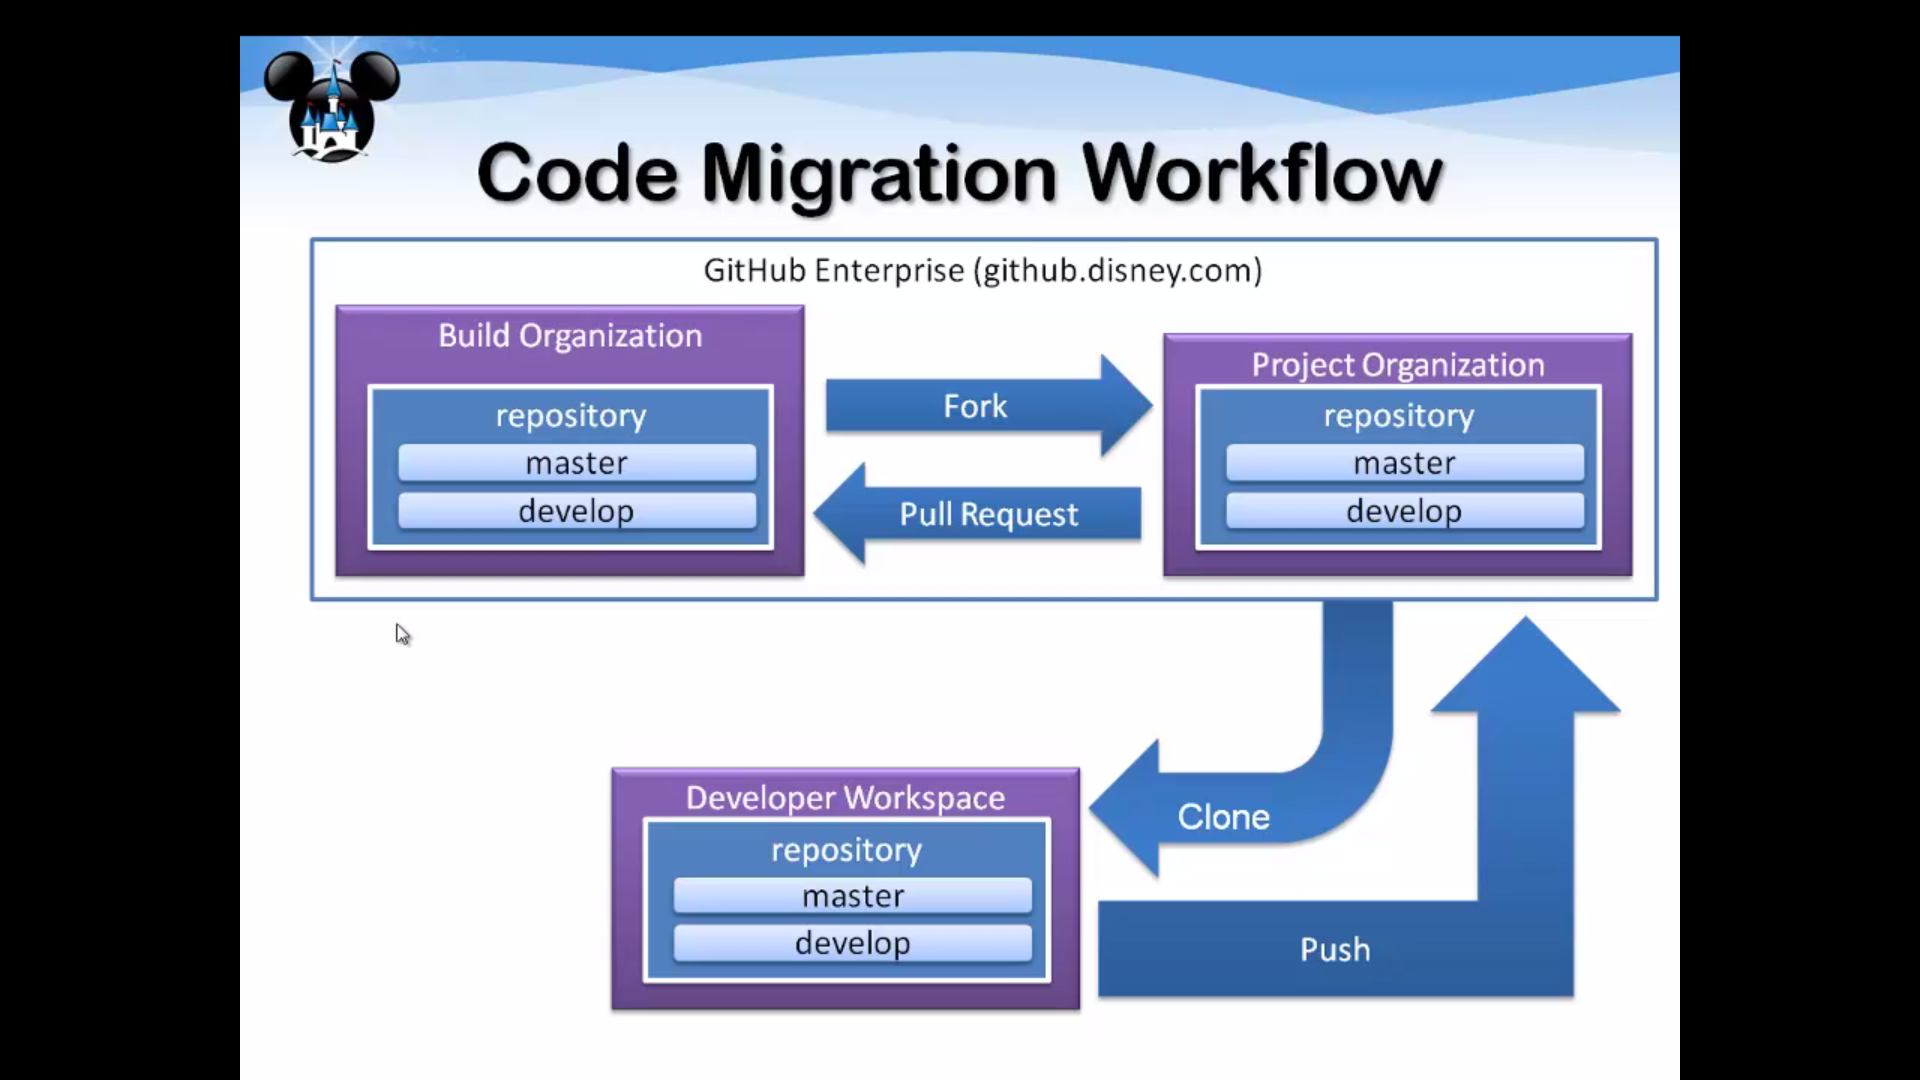 Code Migration Workflow
GitHub Enterprise (github.disney.com)
Build Organization
repository
master
develop
Fork
Pull Request
Project Organization
repository
master
develop
Clone
Push
Developer Workspace
repository
master
develop